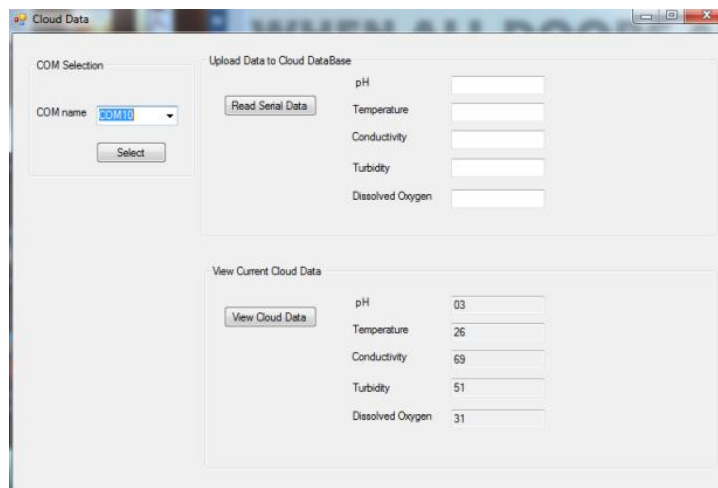 Cloud Data
COM Selection
COM name COM10
Select
Upload Data to Cloud DataBase
Read Serial Data
pH
Temperature
Conductivity
Turbidity
Dissolved Oxygen
View Current Cloud Data
View Cloud Data
pH 03
Temperature 26
Conductivity 69
Turbidity 51
Dissolved Oxygen 31